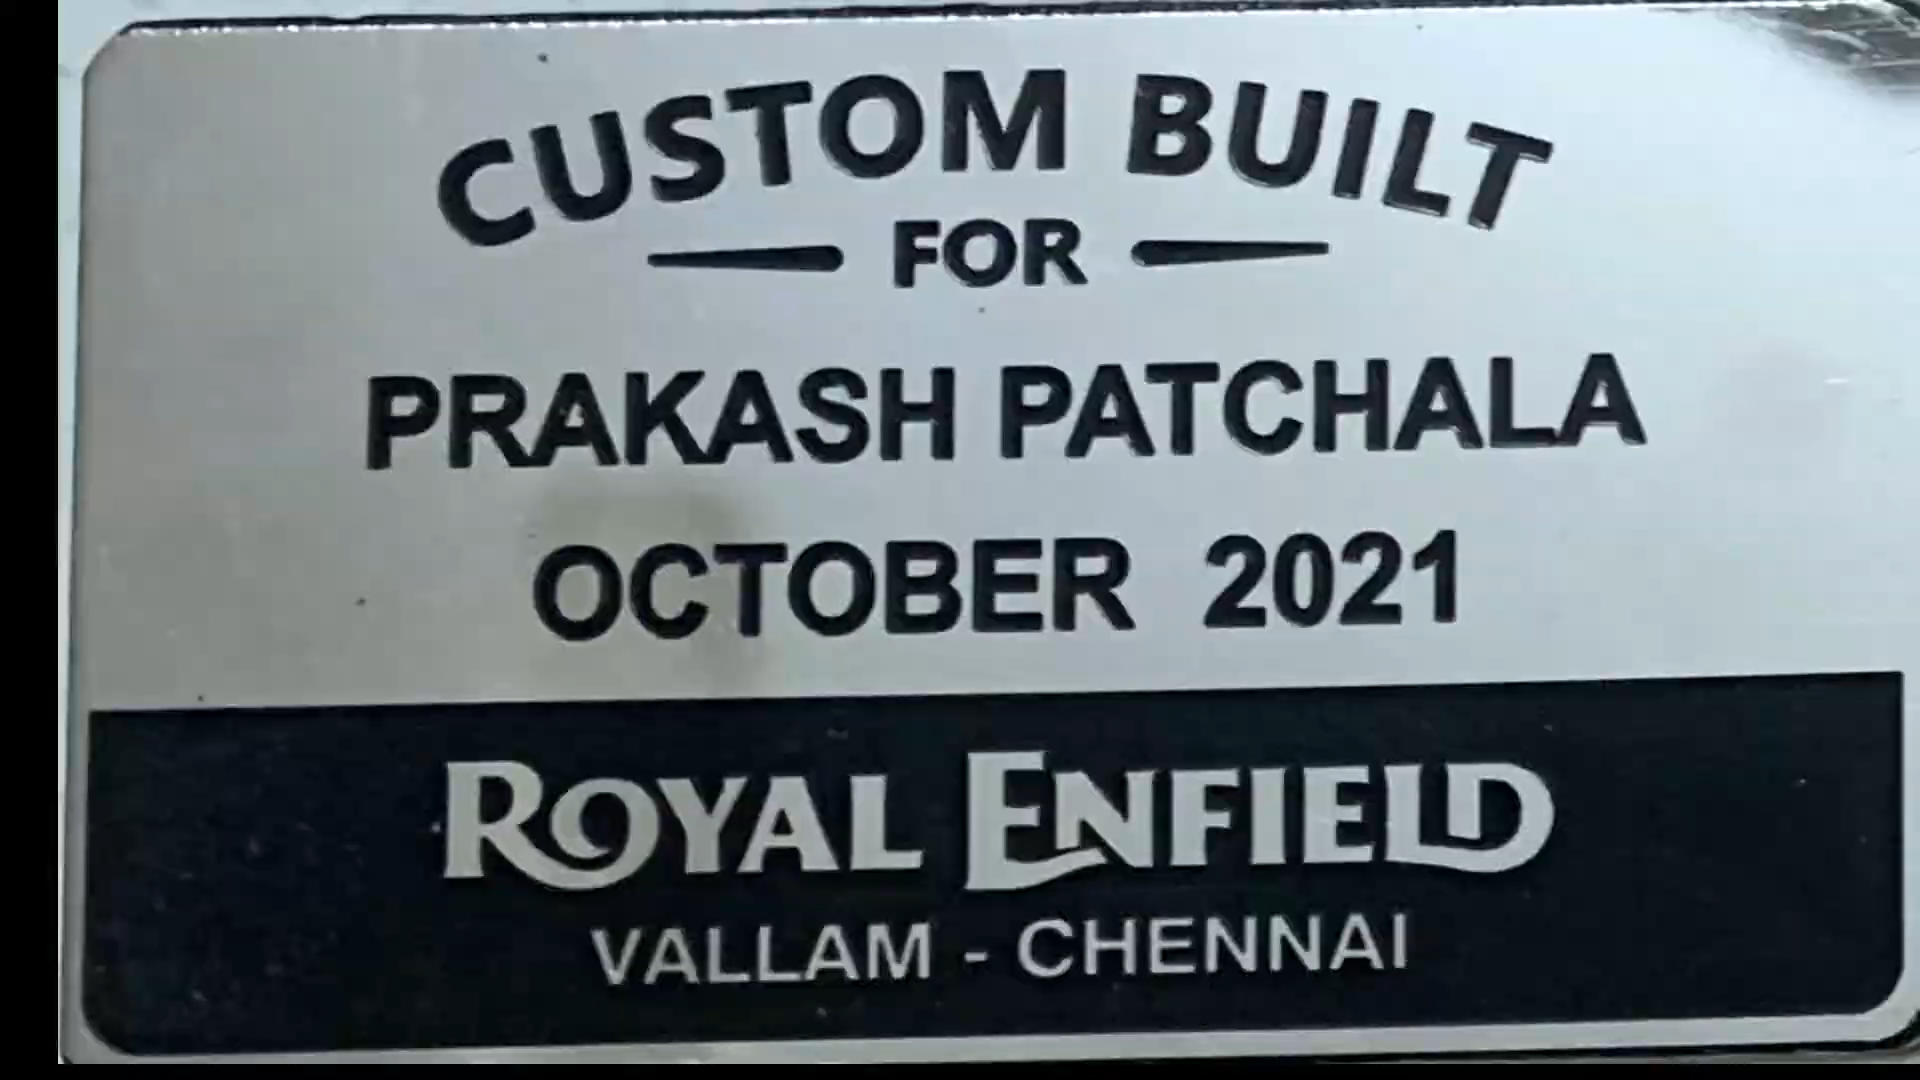 CUSTOM BUILT
FOR
PRAKASH PATCHALA
OCTOBER 2021
ROYAL ENFIELD
VALLAM - CHENNAI